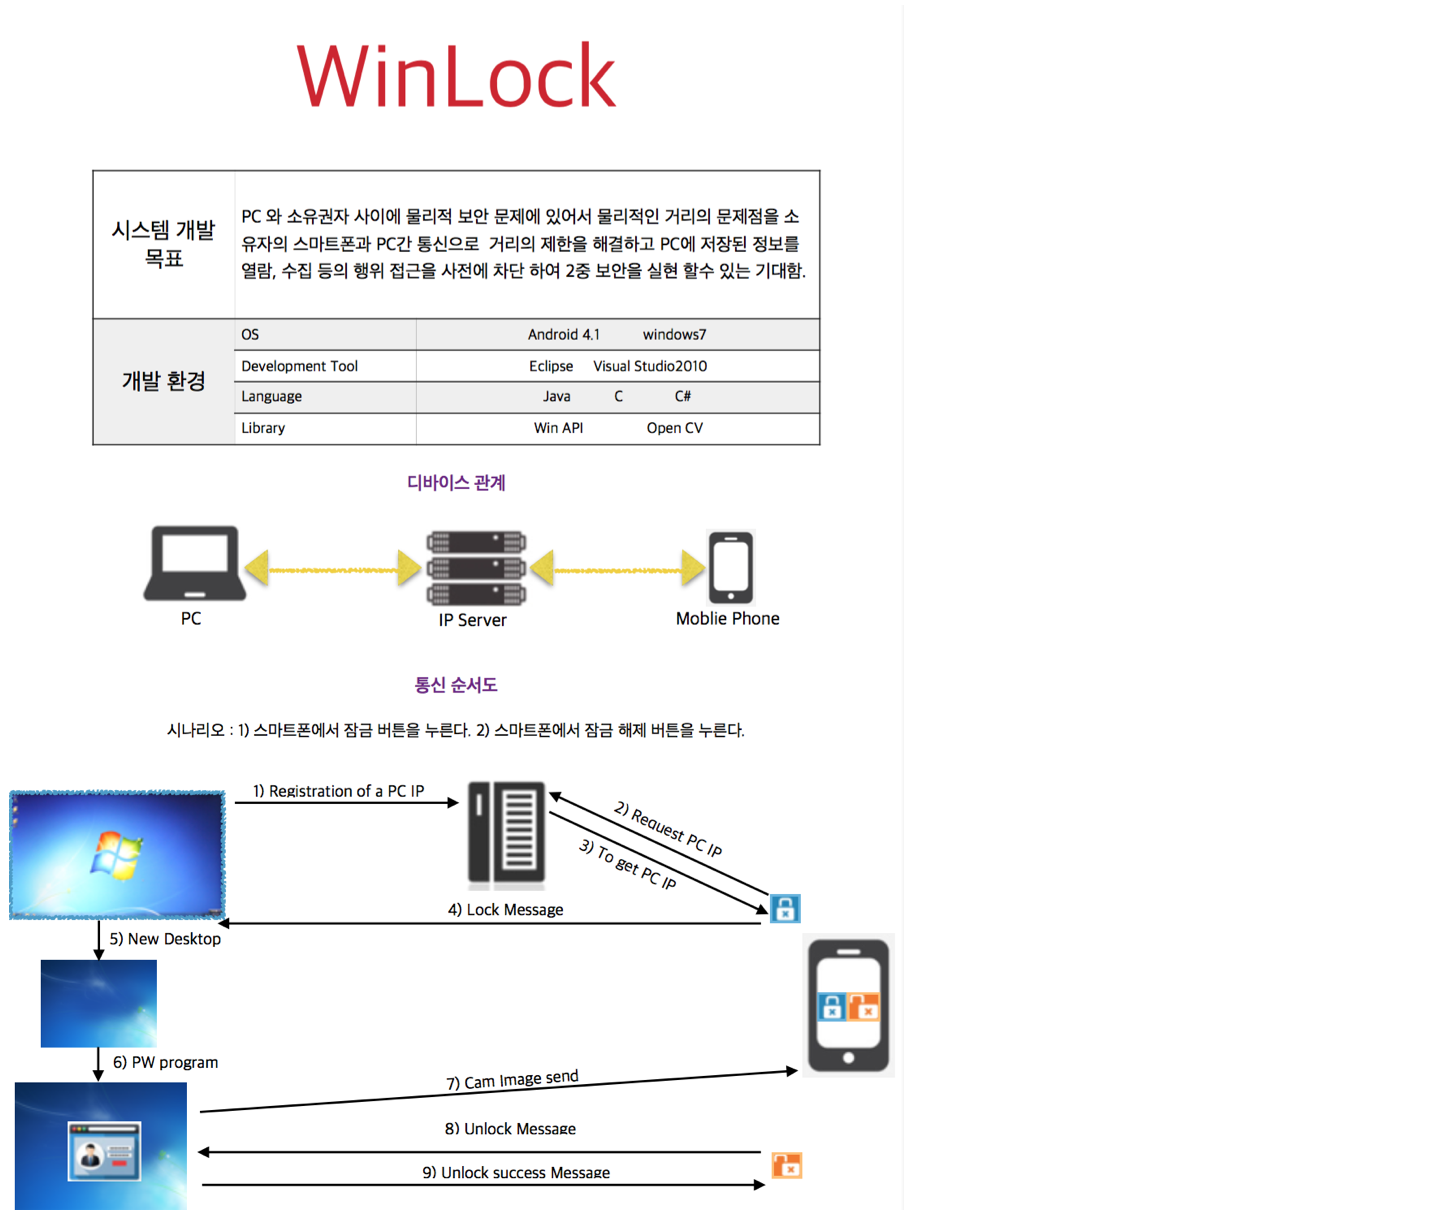 WinLock
시스템 개발
목표
PC 와 소유권자 사이에 물리적 보안 문제에 있어서 물리적인 거리의 문제점을 소
유자의 스마트폰과 PC간 통신으로 거리의 제한을 해결하고 PC에 저장된 정보를
열람, 수집 등의 행위 접근을 사전에 차단 하여 2중 보안을 실현 할수 있는 기대함.
개발 환경
OS Android 4.1 windows7
Development Tool Eclipse Visual Studio2010
Language Java C C#
Library Win API Open CV
디바이스 관계
PC
IP Server
Moblie Phone
통신 순서도
시나리오 : 1) 스마트폰에서 잠금 버튼을 누른다. 2) 스마트폰에서 잠금 해제 버튼을 누른다.
1) Registration of a PC IP
2) Request PC IP
3) To get PC IP
4) Lock Message
5) New Desktop
6) PW program
7) Cam Image send
8) Unlock Message
9) Unlock success Message